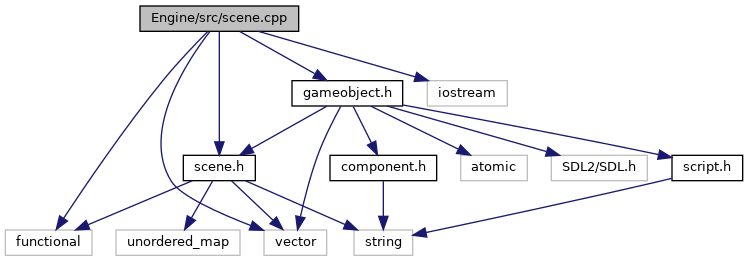 Engine/src/scene.cpp
gameobject.h
iostream
scene.h
component.h
atomic
SDL2/SDL.h
script.h
functional
unordered_map
vector
string